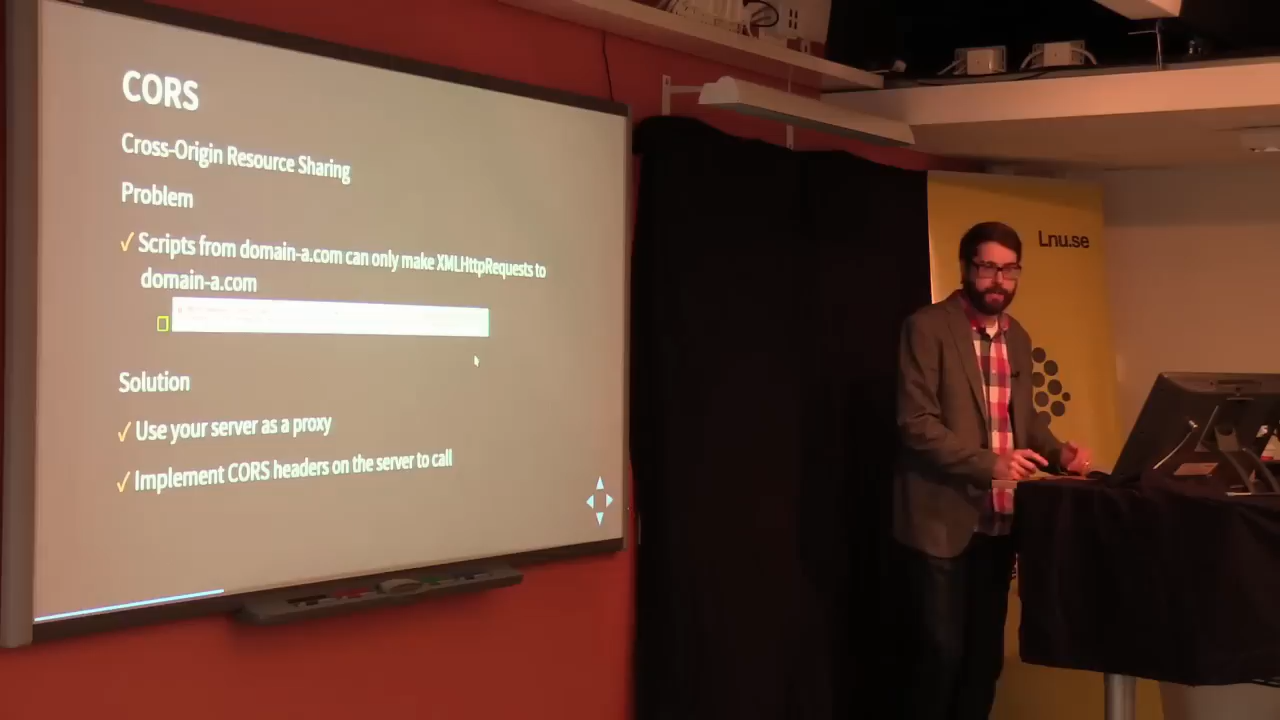 CORS
Cross-Origin Resource Sharing
Problem
✓ Scripts from domain-a.com can only make XMLHttpRequests to
domain-a.com
Solution
✓ Use your server as a proxy
✓ Implement CORS headers on the server to call
Lnu.se